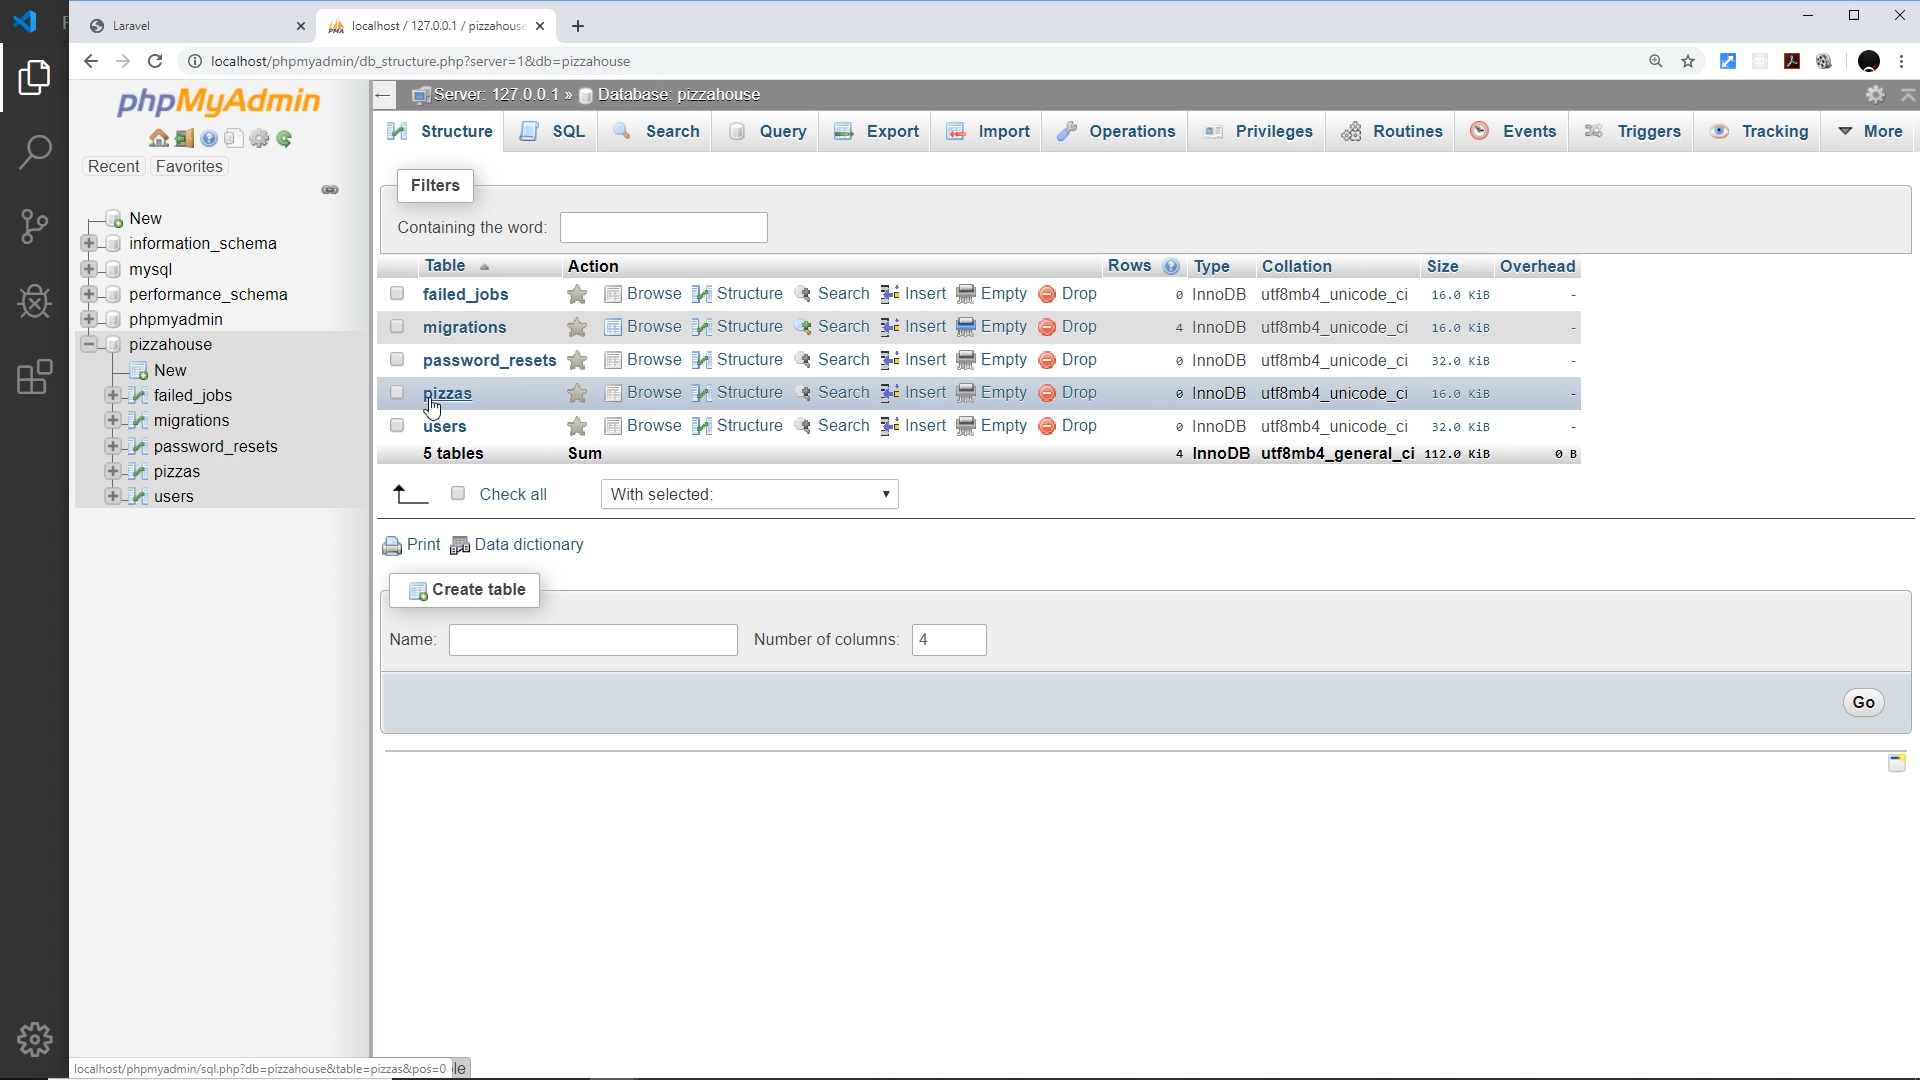 Laravel
localhost / 127.0.0.1 / pizzahouse
localhost/phpmyadmin/db_structure.php?server=1&db=pizzahouse
phpMyAdmin
Recent Favorites
New
information_schema
mysql
performance_schema
phpmyadmin
pizzahouse
New
failed_jobs
migrations
password_resets
pizzas
users
Server: 127.0.0.1 » Database: pizzahouse
Structure SQL Search Query Export Import Operations Privileges Routines Events Triggers Tracking More
Filters
Containing the word:
Table Action Rows Type Collation Size Overhead
failed_jobs Browse Structure Search Insert Empty Drop 0 InnoDB utf8mb4_unicode_ci 16.0 KiB -
migrations Browse Structure Search Insert Empty Drop 4 InnoDB utf8mb4_unicode_ci 16.0 KiB -
password_resets Browse Structure Search Insert Empty Drop 0 InnoDB utf8mb4_unicode_ci 32.0 KiB -
pizzas Browse Structure Search Insert Empty Drop 0 InnoDB utf8mb4_unicode_ci 16.0 KiB -
users Browse Structure Search Insert Empty Drop 0 InnoDB utf8mb4_unicode_ci 32.0 KiB -
5 tables Sum 4 InnoDB utf8mb4_general_ci 112.0 KiB 0 B
Check all With selected:
Print Data dictionary
Create table
Name: Number of columns: 4
Go
localhost/phpmyadmin/sql.php?db=pizzahouse&table=pizzas&pos=0